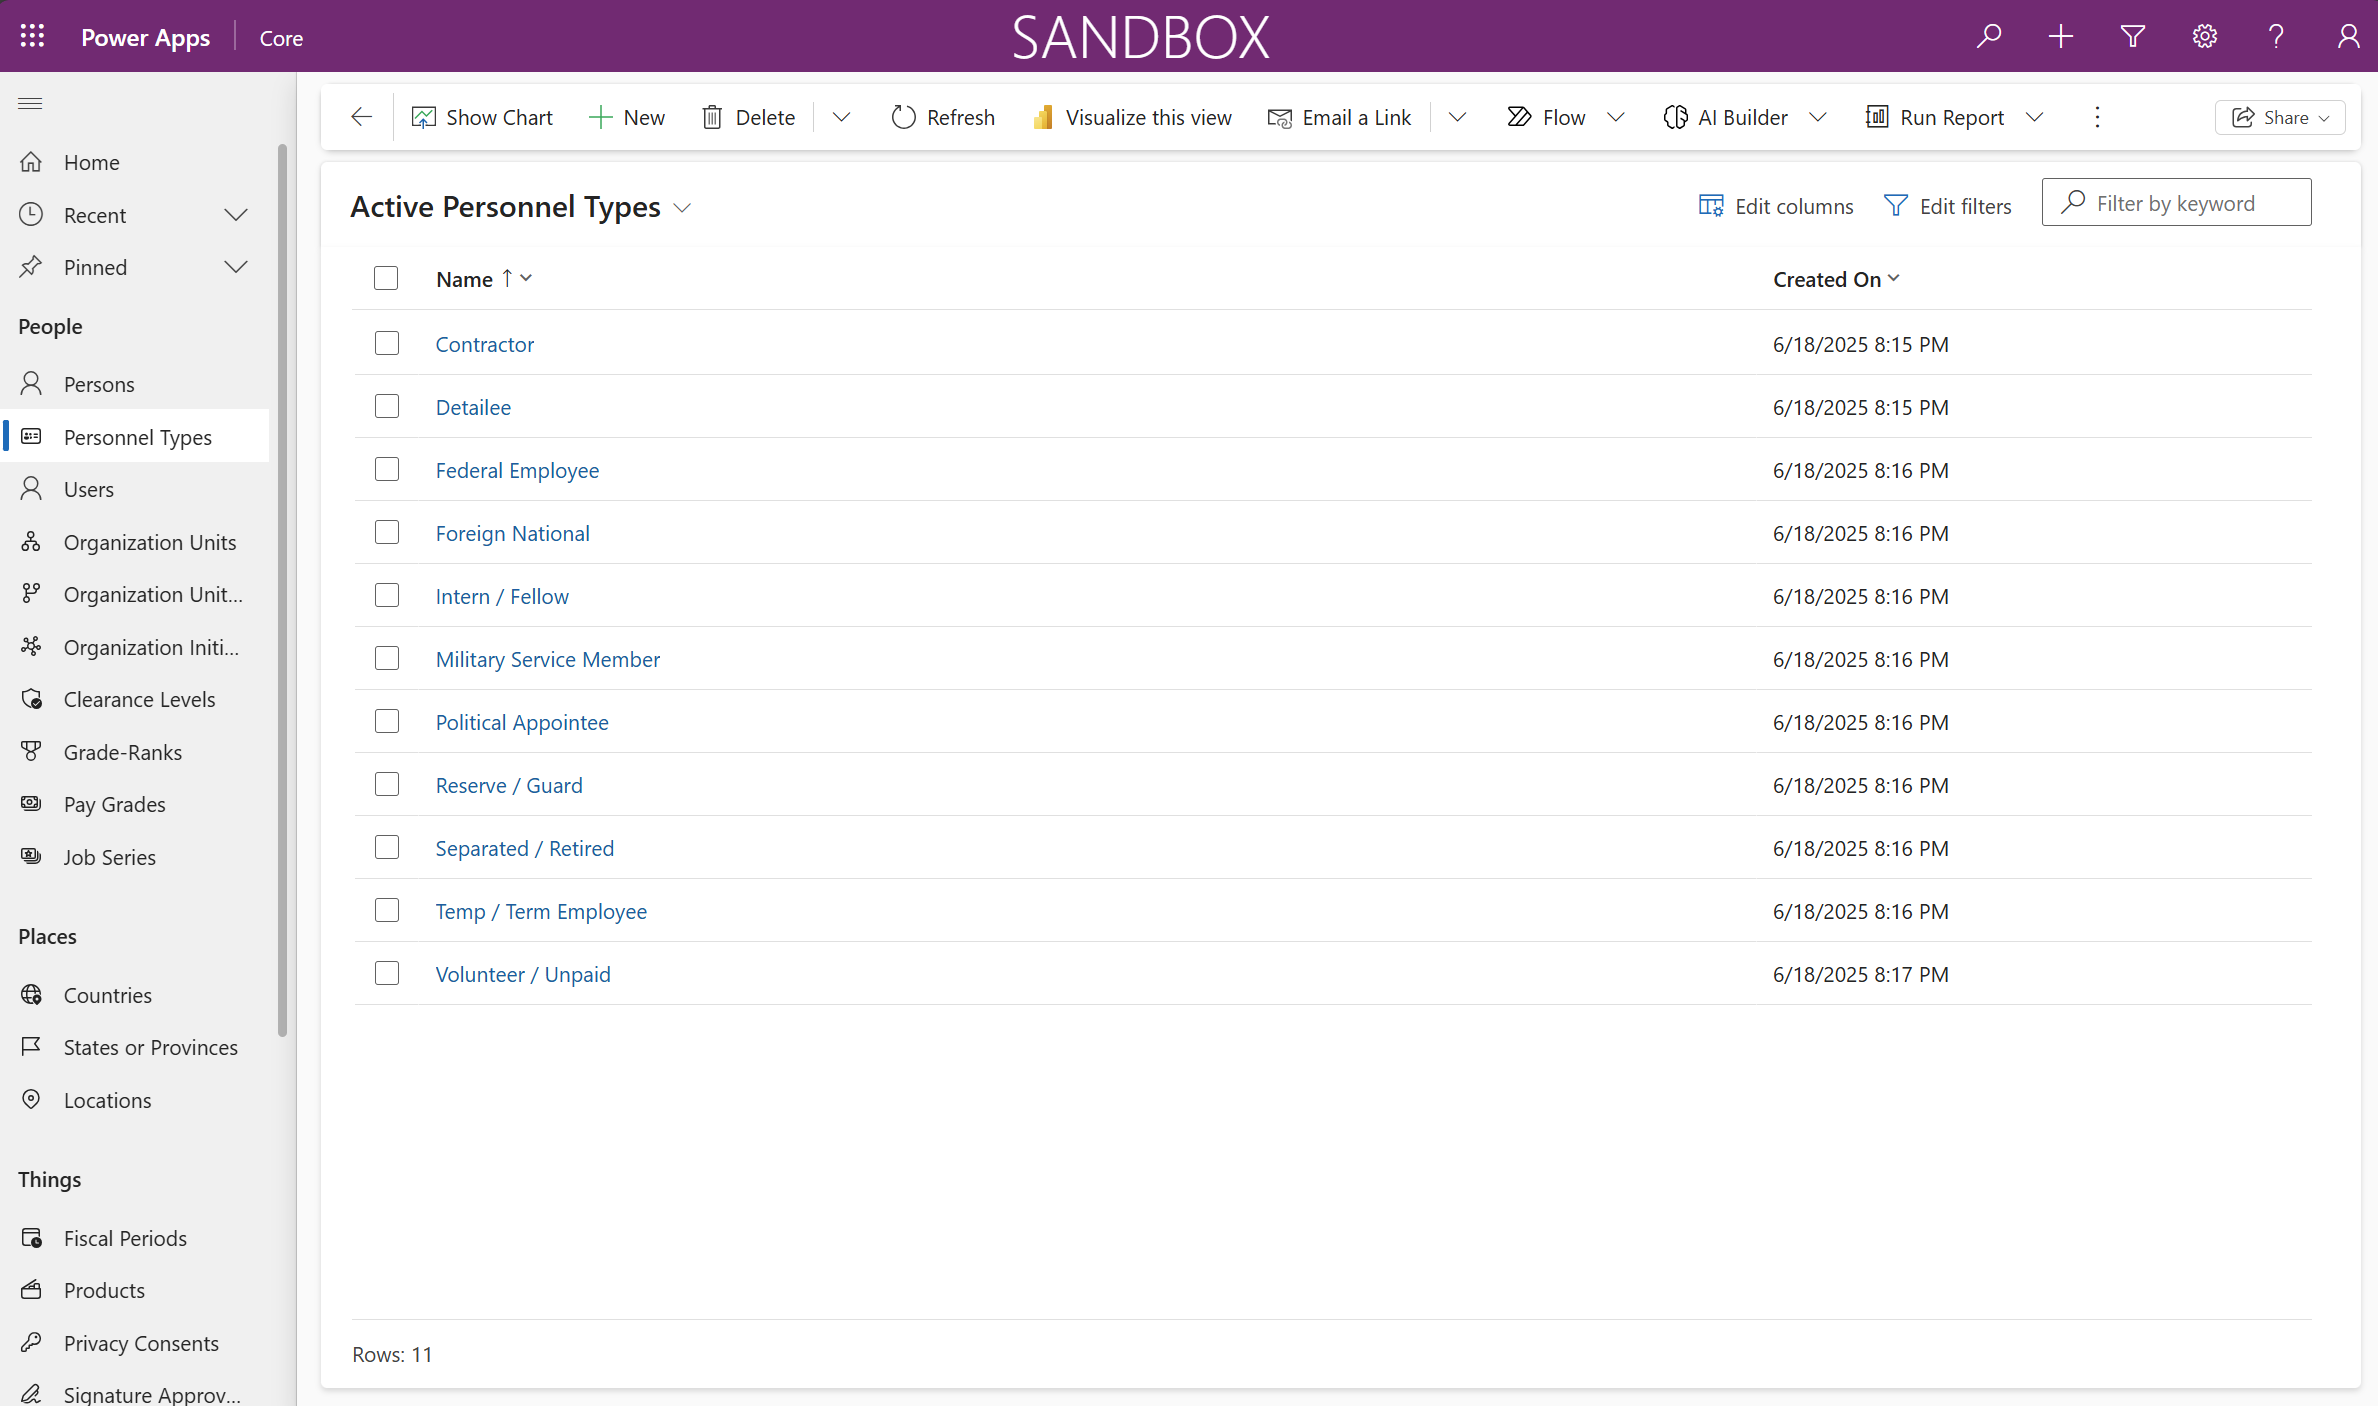 Power Apps Core SANDBOX
Show Chart New Delete Refresh Visualize this view Email a Link Flow AI Builder Run Report Share
Home
Recent
Pinned
People
Persons
Personnel Types
Users
Organization Units
Organization Unit...
Organization Initi...
Clearance Levels
Grade-Ranks
Pay Grades
Job Series
Places
Countries
States or Provinces
Locations
Things
Fiscal Periods
Products
Privacy Consents
Signature Approv...
Active Personnel Types Edit columns Edit filters Filter by keyword
Name Created On
Contractor 6/18/2025 8:15 PM
Detailee 6/18/2025 8:15 PM
Federal Employee 6/18/2025 8:16 PM
Foreign National 6/18/2025 8:16 PM
Intern / Fellow 6/18/2025 8:16 PM
Military Service Member 6/18/2025 8:16 PM
Political Appointee 6/18/2025 8:16 PM
Reserve / Guard 6/18/2025 8:16 PM
Separated / Retired 6/18/2025 8:16 PM
Temp / Term Employee 6/18/2025 8:16 PM
Volunteer / Unpaid 6/18/2025 8:17 PM
Rows: 11